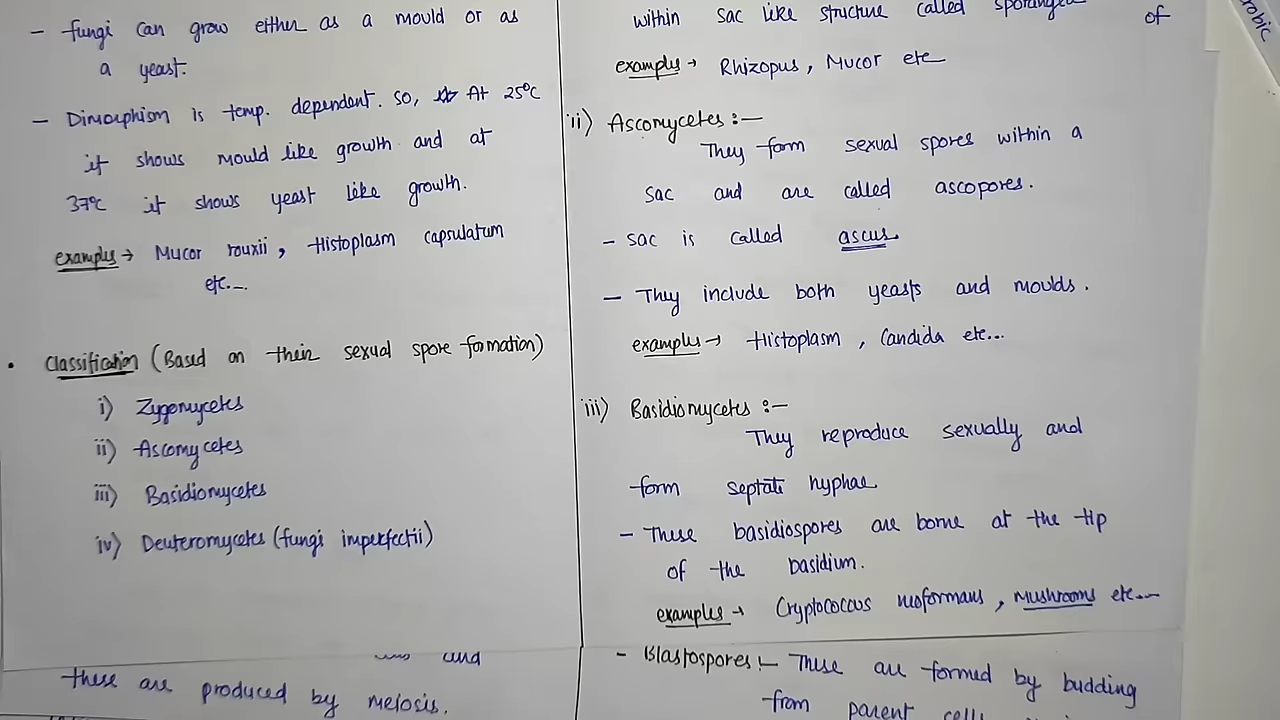 - fungi can grow either as a mould or as
a yeast.
- Dimorphism is temp. dependent. so, At 25°C
it shows mould like growth and at
37°C it shows yeast like growth.
examples → Mucor rouxii, Histoplasm capsulatum
etc...
• Classification (Based on their sexual spore formation)
i) Zygomycetes
ii) Ascomycetes
iii) Basidiomycetes
iv) Deuteromycetes (fungi imperfectii)
and
these are produced by meiosis.
within sac like structure called
of
examples → Rhizopus, Mucor etc
ii) Ascomycetes :-
They form sexual spores within a
sac and are called ascopores.
- sac is called ascus
- They include both yeasts and moulds.
examples → Histoplasm, Candida etc...
iii) Basidiomycetes :-
They reproduce sexually and
form septate hyphae
- These basidiospores are borne at the tip
of the basidium.
examples → Cryptococcus neoformans, Mushrooms etc...
- Blastospores :- These are formed by budding
from parent cell